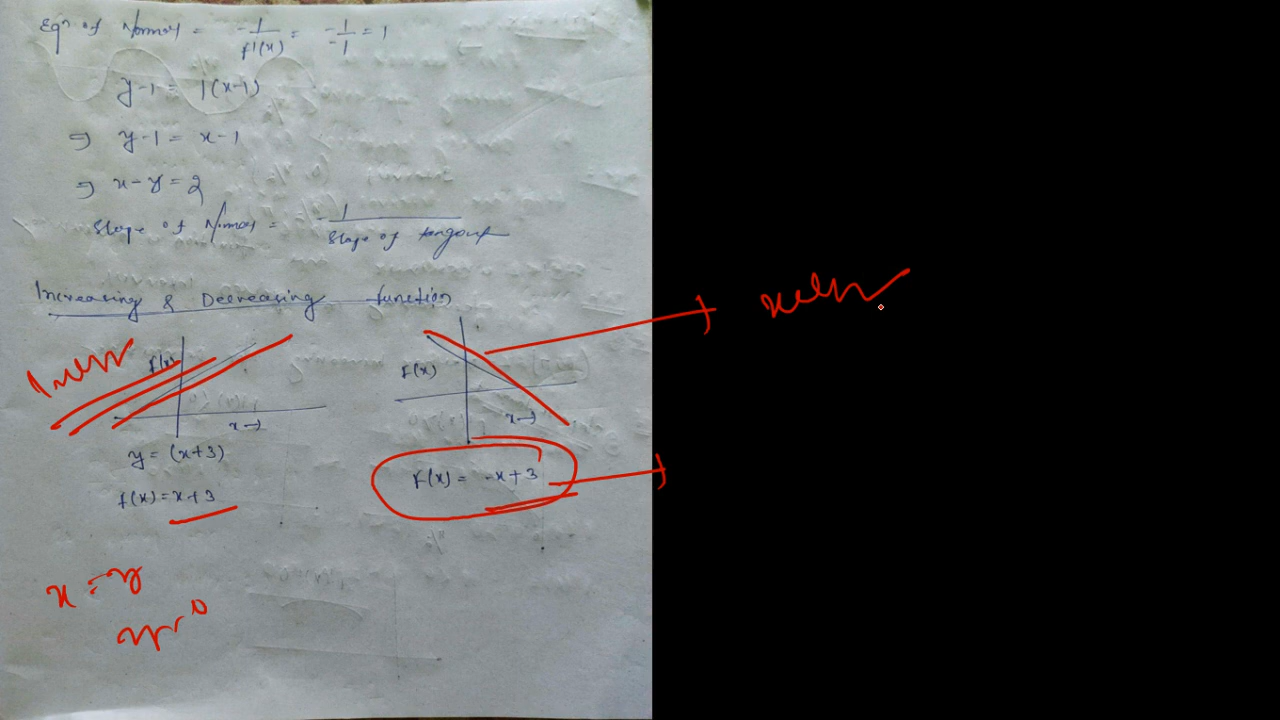 Eqn of Normal = -1/f'(x) = -1/-1 = 1
y-1 = 1(x-1)
⇒ y-1 = x-1
⇒ x-y = 2
Slope of Normal = -1/Slope of tangent
Increasing & Decreasing function
f(x)
x→
f(x)
x→
y = (x+3)
f(x) = x+3
f(x) = -x+3